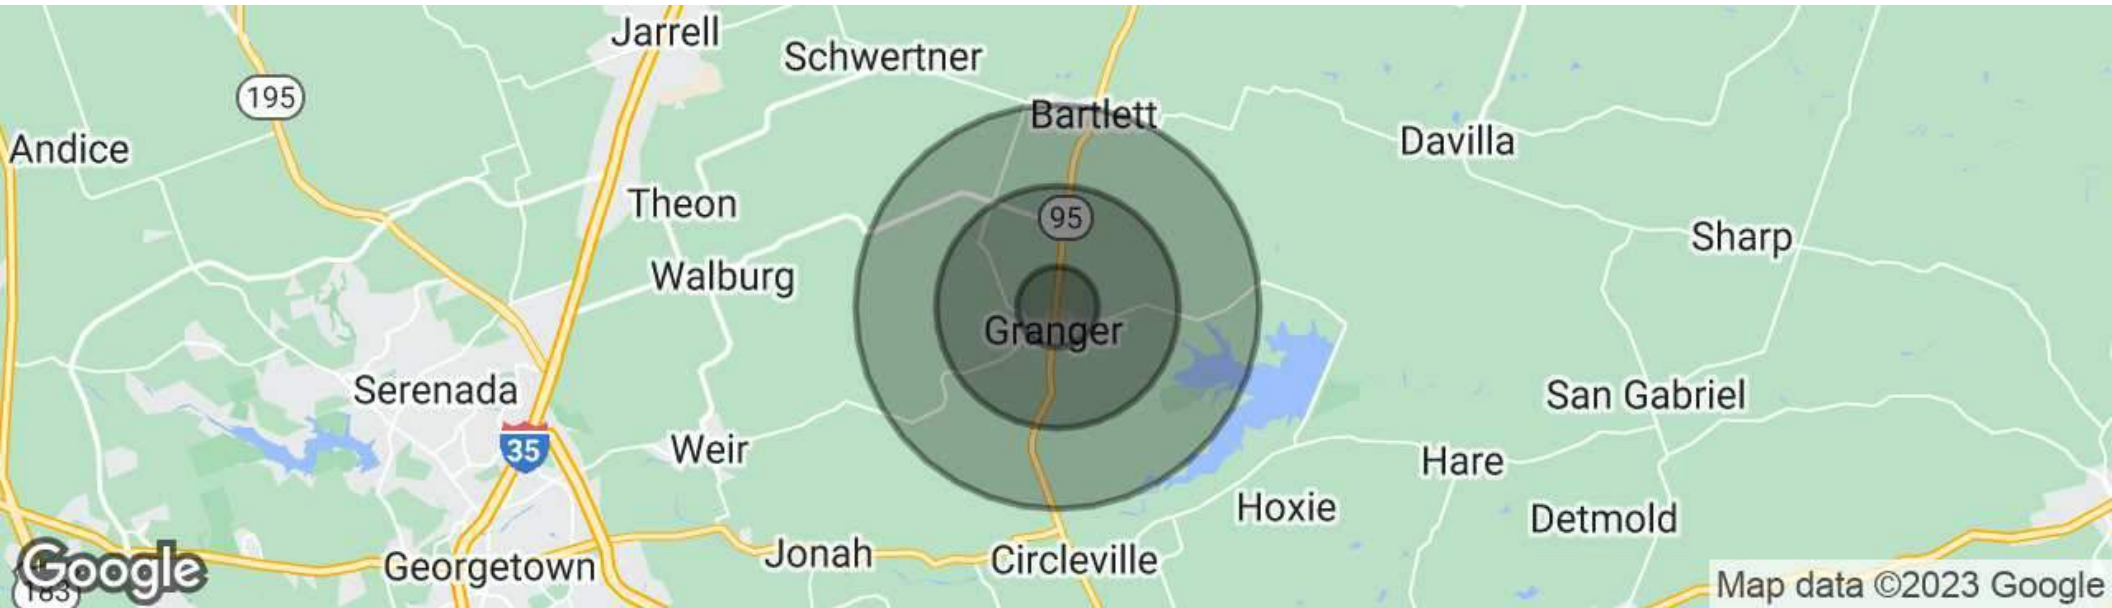 Jarrell
Schwertner
195
Bartlett
Andice
Davilla
Theon
95
Sharp
Walburg
Granger
Serenada
San Gabriel
35
Weir
Hare
Hoxie
Detmold
Jonah
Circleville
Georgetown
Google
183
Map data ©2023 Google